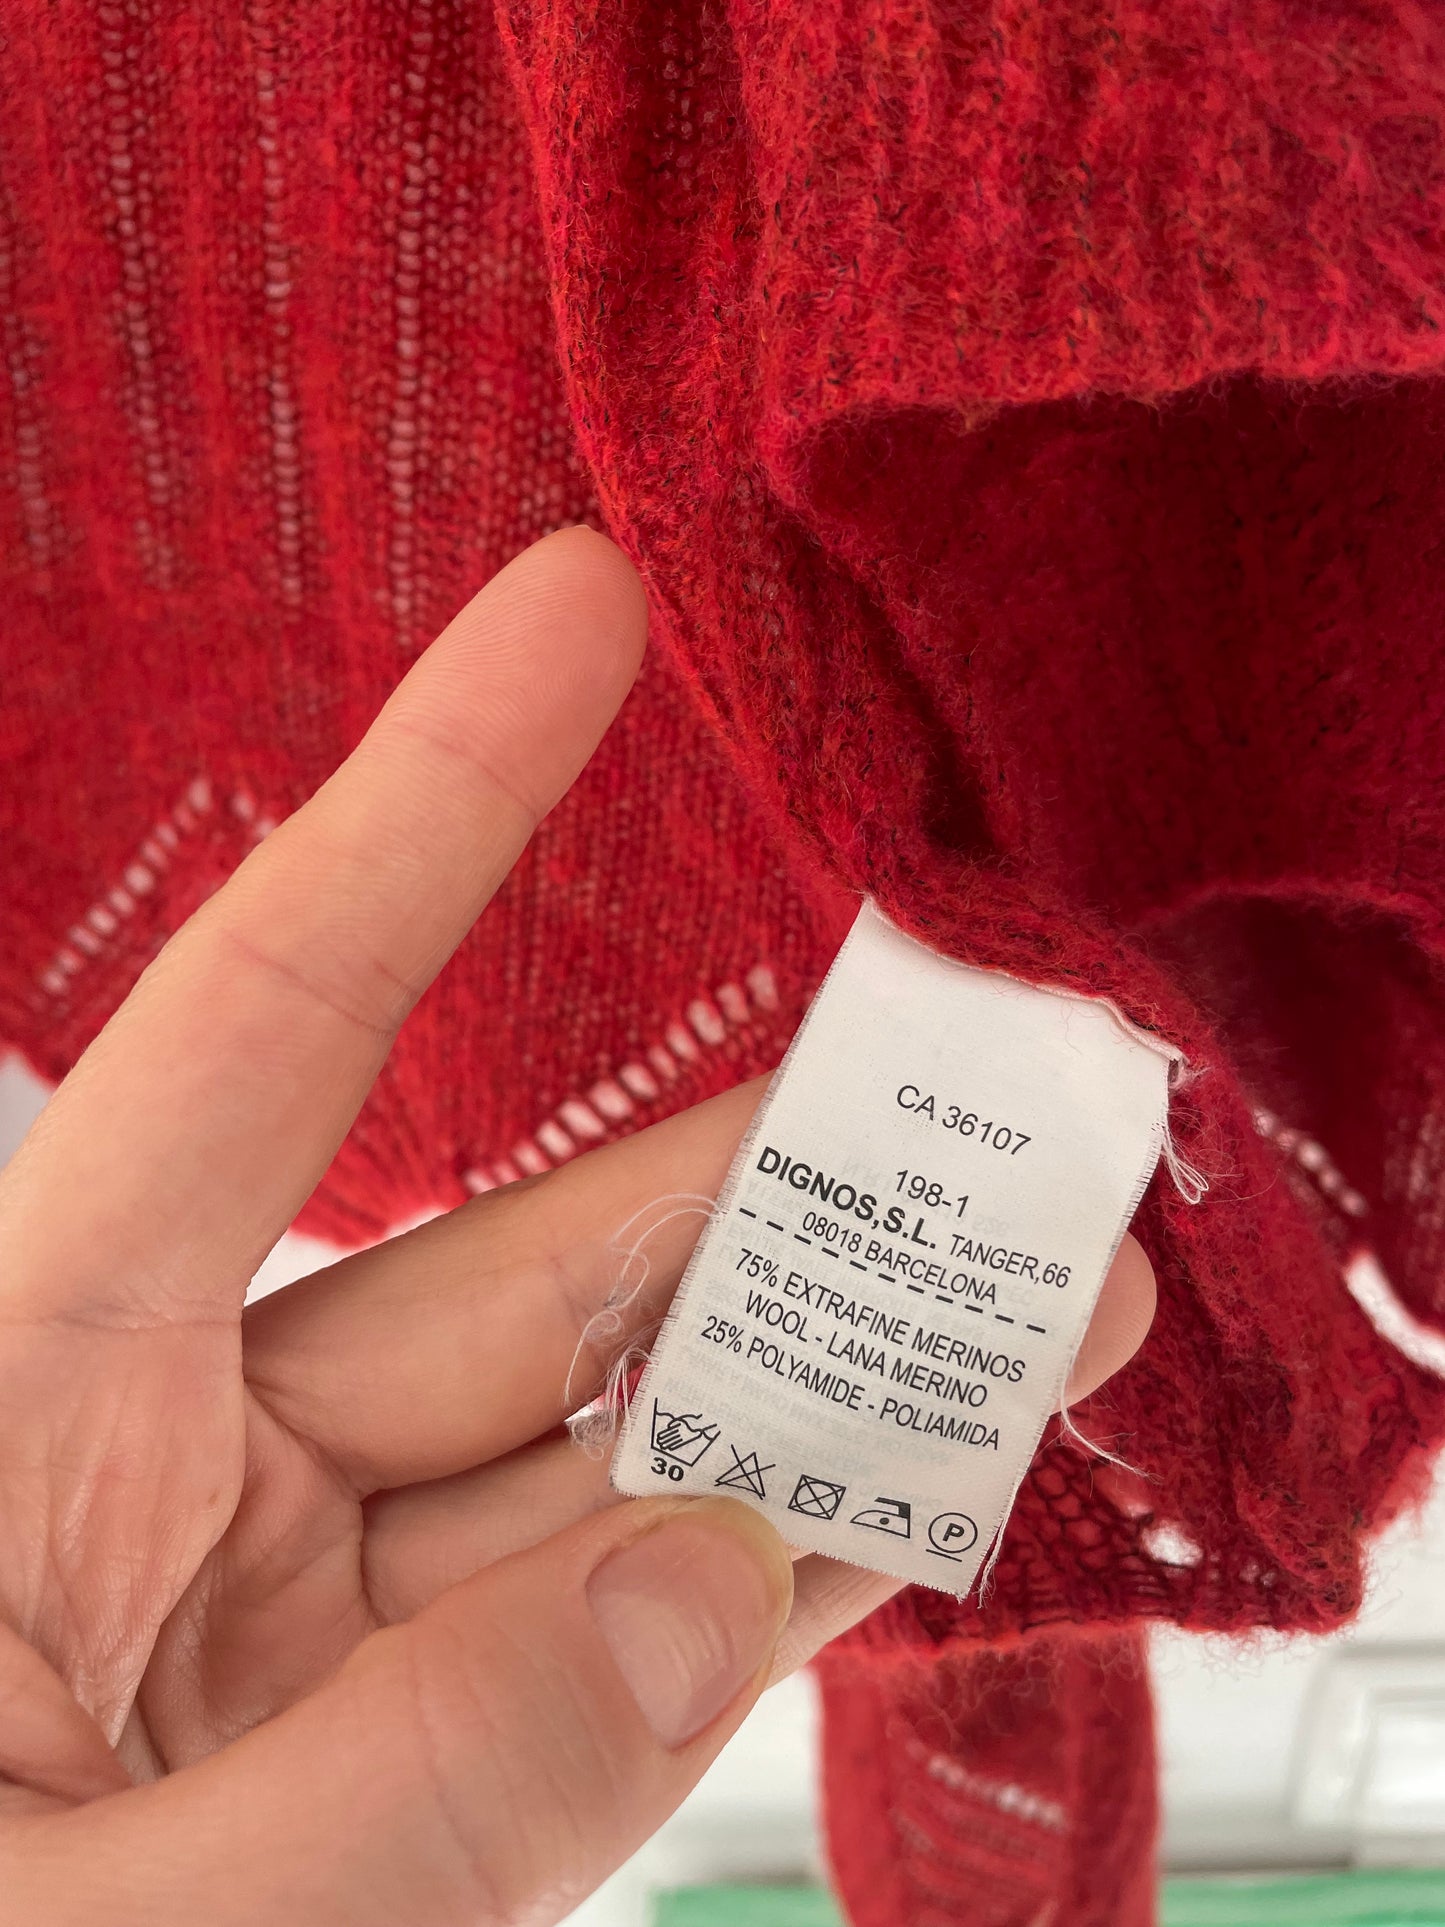 CA 36107
198-1
DIGNOS,S.L. TANGER,66
08018 BARCELONA
75% EXTRAFINE MERINOS
WOOL - LANA MERINO
25% POLYAMIDE - POLIAMIDA
30
P